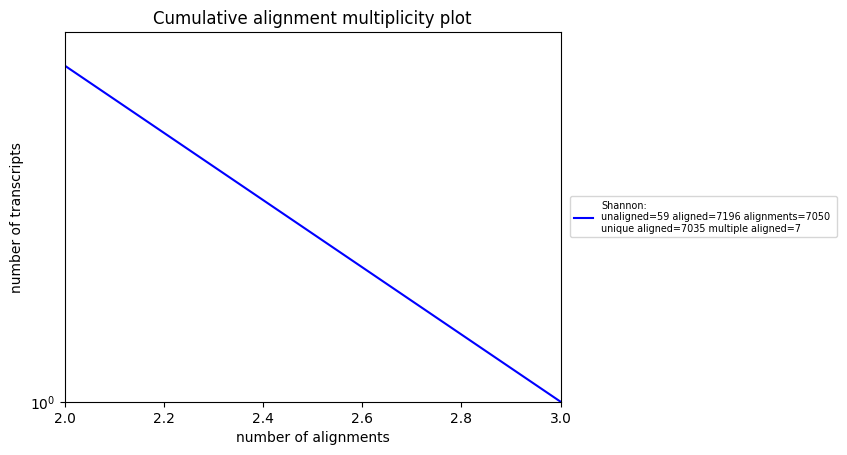 Cumulative alignment multiplicity plot
number of transcripts
10^0
2.0 2.2 2.4 2.6 2.8 3.0
number of alignments
Shannon:
unaligned=59 aligned=7196 alignments=7050
unique aligned=7035 multiple aligned=7